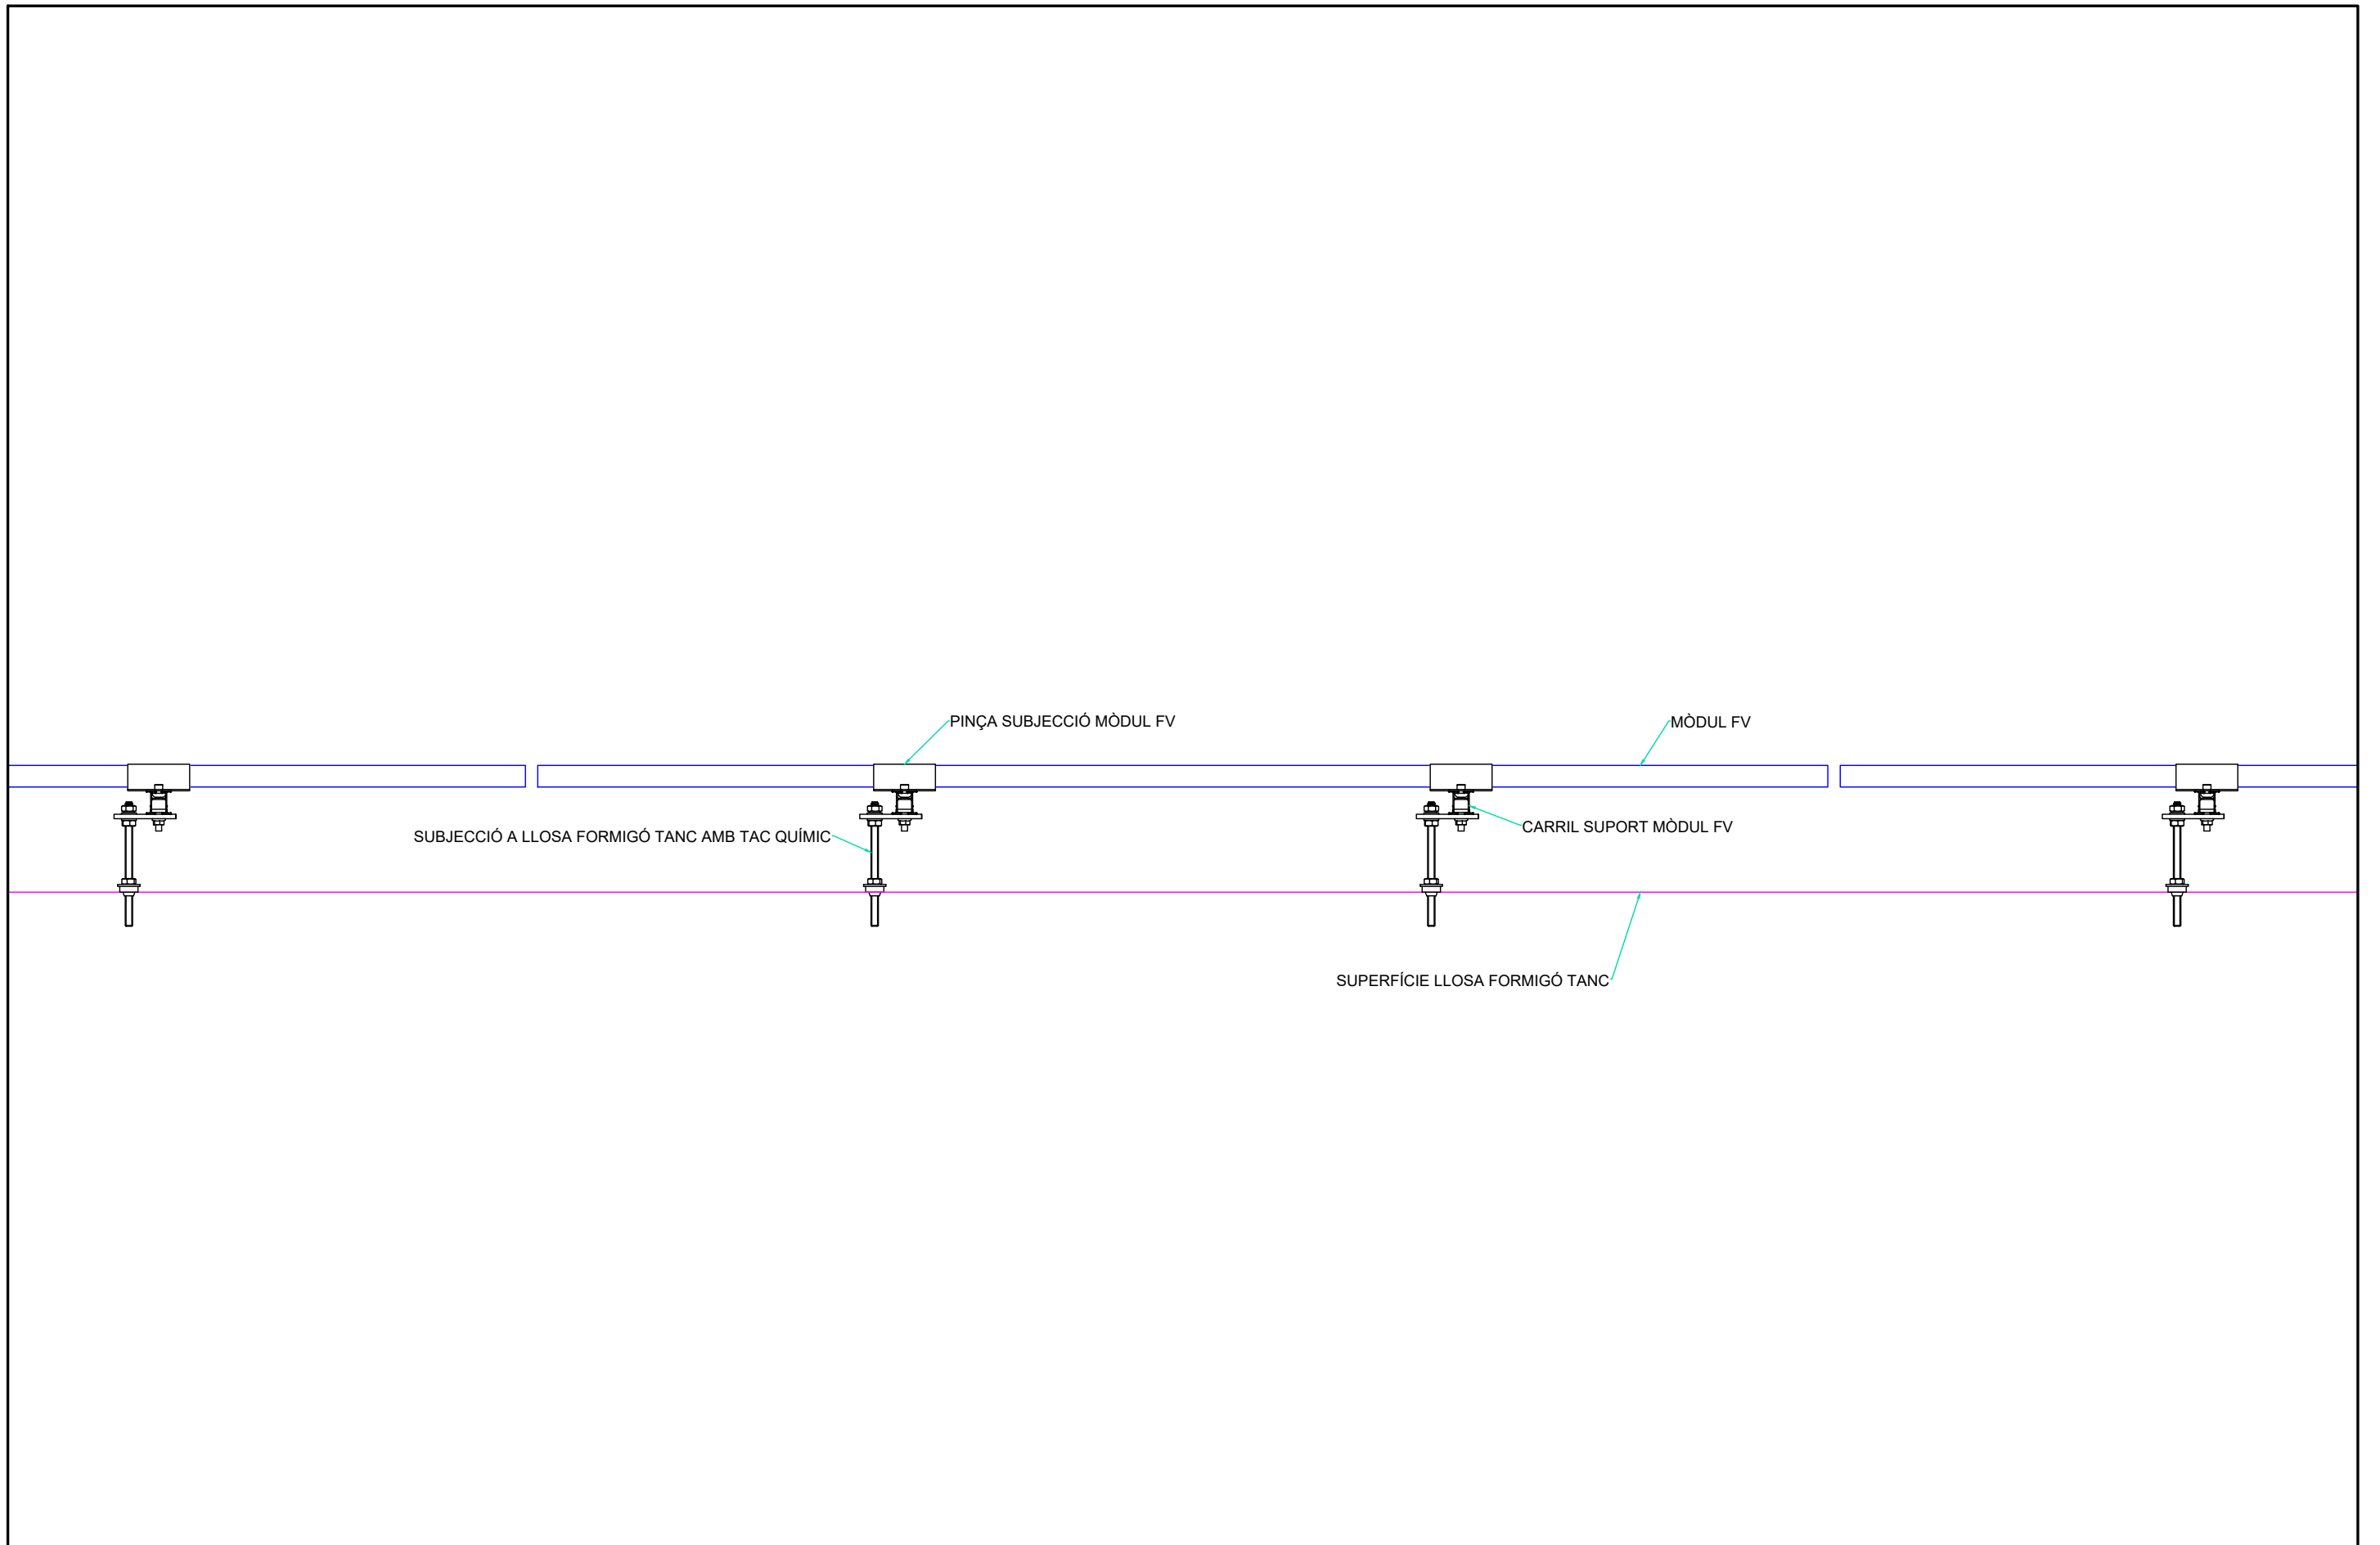 PINÇA SUBJECCIÓ MÒDUL FV
MÒDUL FV
SUBJECCIÓ A LLOSA FORMIGÓ TANC AMB TAC QUÍMIC
CARRIL SUPORT MÒDUL FV
SUPERFÍCIE LLOSA FORMIGÓ TANC